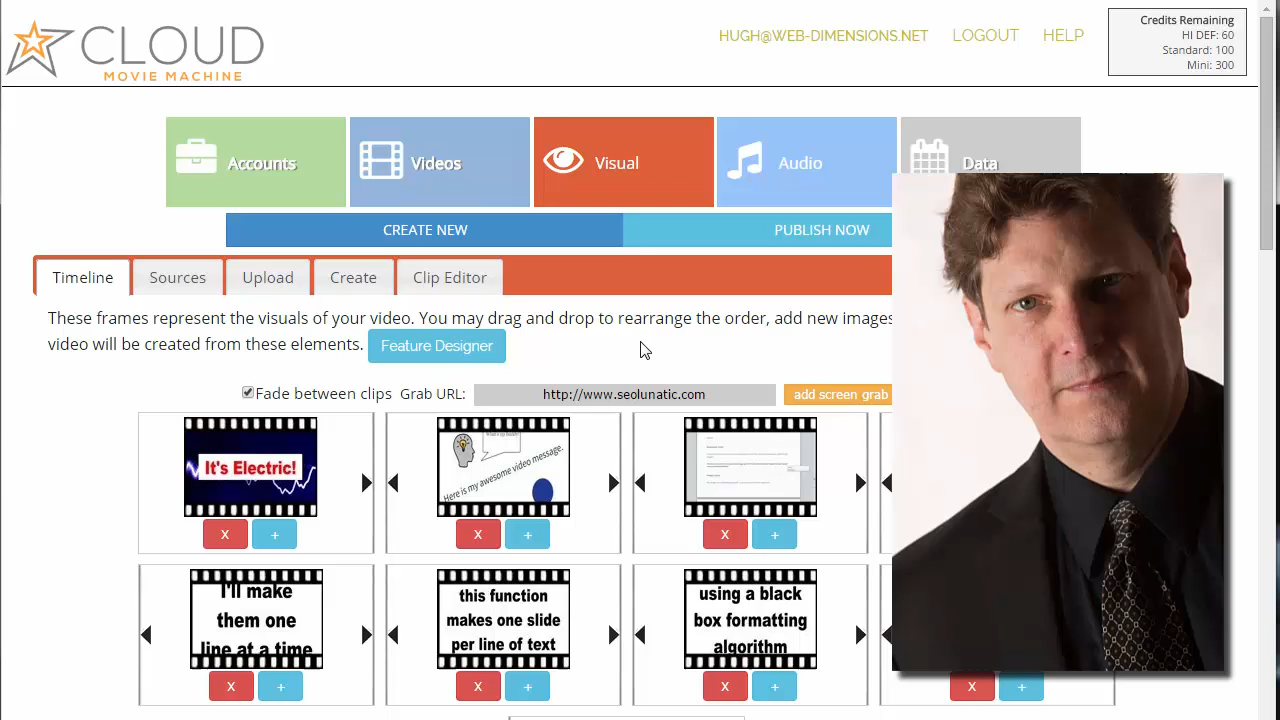 CLOUD
MOVIE MACHINE
HUGH@WEB-DIMENSIONS.NET LOGOUT HELP
Credits Remaining
HI DEF: 60
Standard: 100
Mini: 300
Accounts
Videos
Visual
Audio
Data
CREATE NEW
PUBLISH NOW
Timeline
Sources
Upload
Create
Clip Editor
These frames represent the visuals of your video. You may drag and drop to rearrange the order, add new images
video will be created from these elements. Feature Designer
Fade between clips Grab URL: http://www.seolunatic.com add screen grab
It's Electric!
Here is my awesome video message.
X +
X +
X +
I'll make
them one
line at a time
this function
makes one slide
per line of text
using a black
box formatting
algorithm
X +
X +
X +
X +